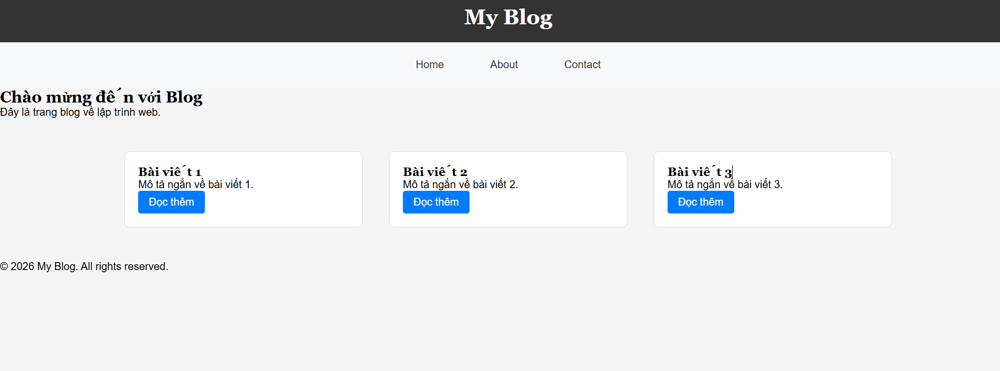 My Blog
Home About Contact
Chào mừng đến với Blog
Đây là trang blog về lập trình web.
Bài viết 1
Mô tả ngắn về bài viết 1.
Đọc thêm
Bài viết 2
Mô tả ngắn về bài viết 2.
Đọc thêm
Bài viết 3
Mô tả ngắn về bài viết 3.
Đọc thêm
© 2026 My Blog. All rights reserved.